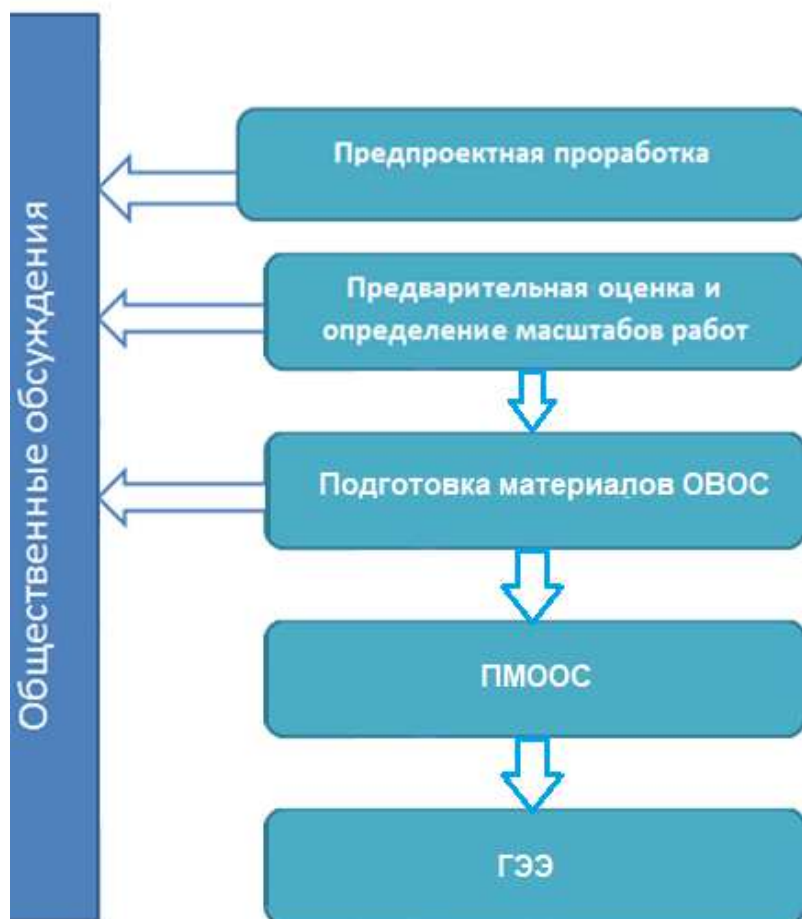 Общественные обсуждения
Предпроектная проработка
Предварительная оценка и
определение масштабов работ
Подготовка материалов ОВОС
ПМООС
ГЭЭ